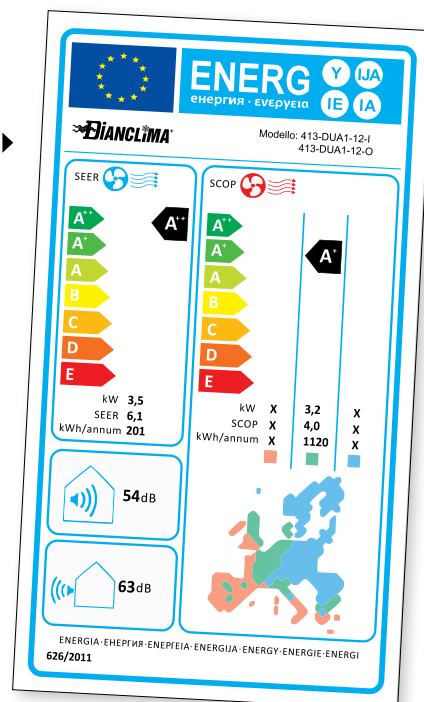 ENERG Y IJA
енергия · ενεργεια IE IA
DIANCLIMA
Modello: 413-DUA1-12-I
413-DUA1-12-O
SEER
A++
A++
A+
A
B
C
D
E
kW 3,5
SEER 6,1
kWh/annum 201
SCOP
A++
A+
A+
A
B
C
D
E
kW X 3,2 X
SCOP X 4,0 X
kWh/annum X 1120 X
54dB
63dB
ENERGIA·ЕНЕРГИЯ·ΕΝΕΡΓΕΙΑ·ENERGIJA·ENERGY·ENERGIE·ENERGI
626/2011